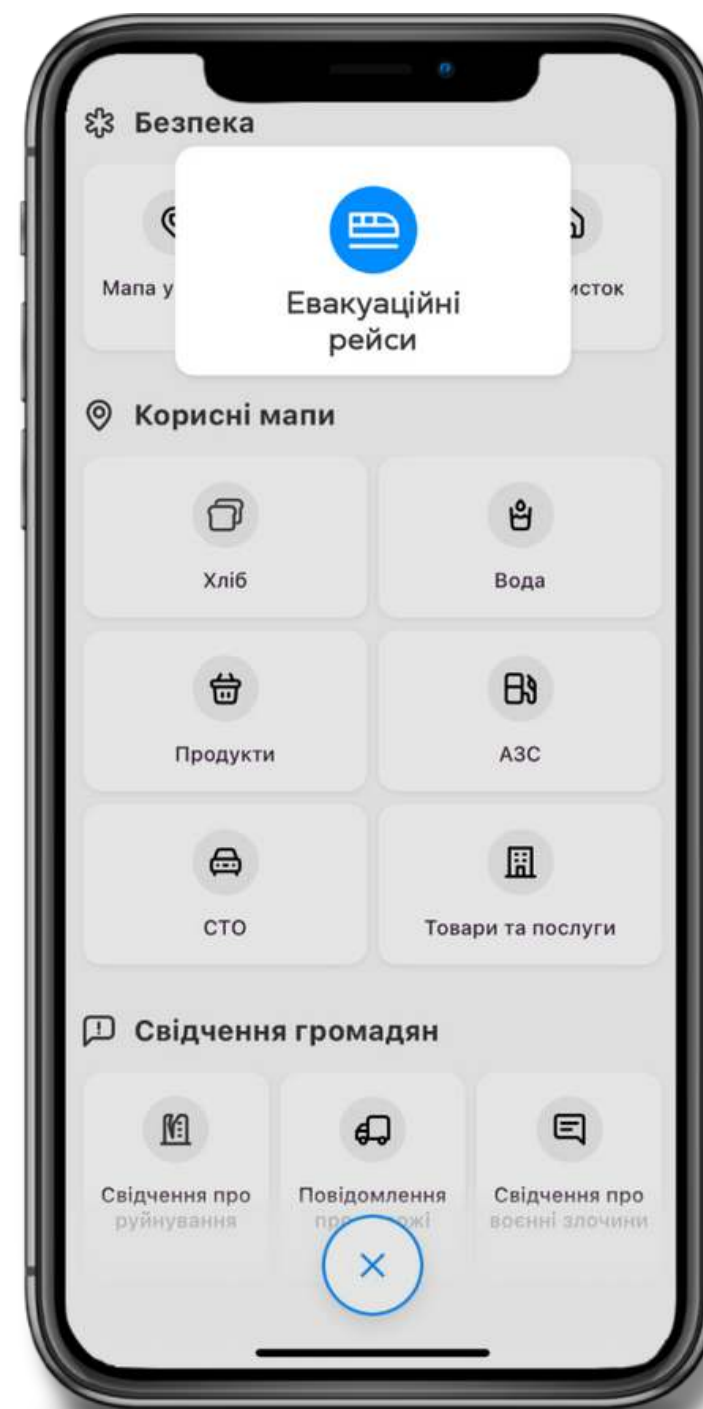 Безпека
Мапа у
Евакуаційні
рейси
исток
Корисні мапи
Хліб
Вода
Продукти
АЗС
СТО
Товари та послуги
Свідчення громадян
Свідчення про
руйнування
Повідомлення
Свідчення про
воєнні злочини